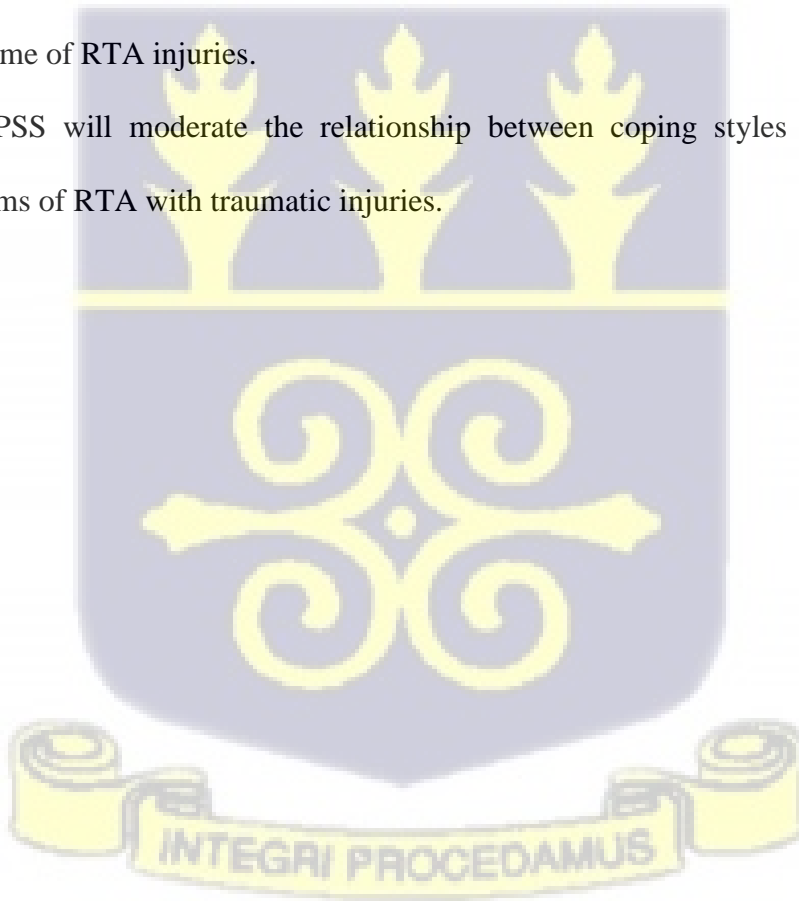 me of RTA injuries.
PSS will moderate the relationship between coping styles
ms of RTA with traumatic injuries.
INTEGRI PROCEDAMUS